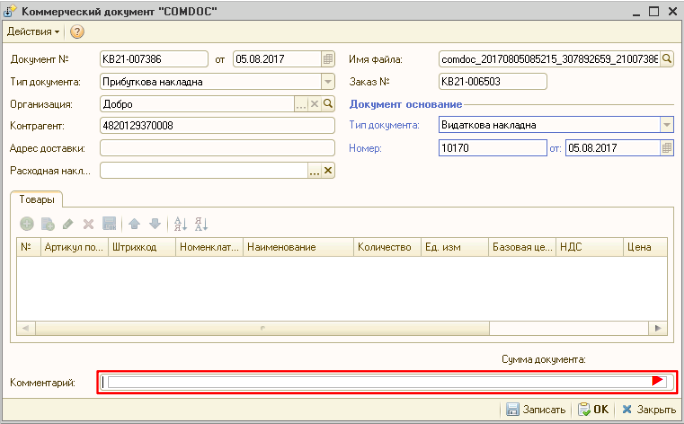 Коммерческий документ "COMDOC"
Действия
Документ № KB21-007386 от 05.08.2017 Имя файла: comdoc_20170805085215_307892659_21007386
Тип документа: Прибуткова накладна Заказ № KB21-006503
Организация: Добро Документ основание
Контрагент: 4820129370008 Тип документа: Видаткова накладна
Адрес доставки: Номер: 10170 от: 05.08.2017
Расходная накл...
Товары
№ Артикул по... Штрихкод Номенклат... Наименование Количество Ед. изм Базовая це... НДС Цена
Сумма документа:
Комментарий:
Записать OK Закрыть